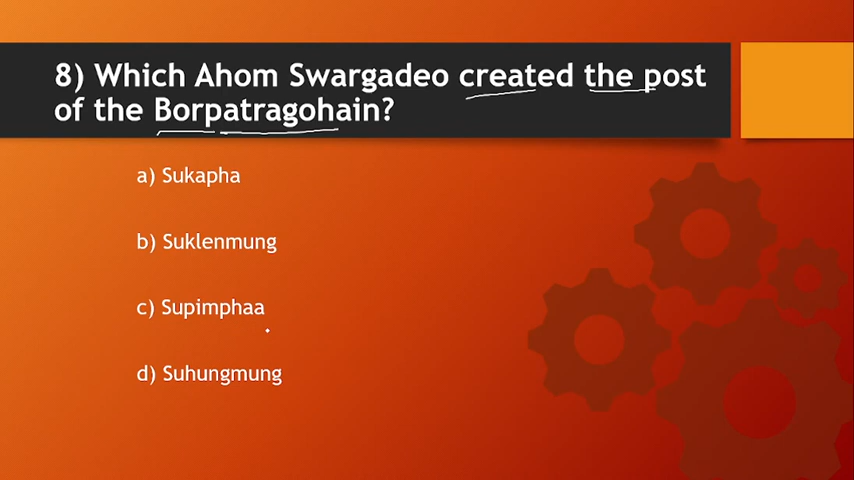 8) Which Ahom Swargadeo created the post
of the Borpatragohain?
a) Sukapha
b) Suklenmung
c) Supimphaa
d) Suhungmung